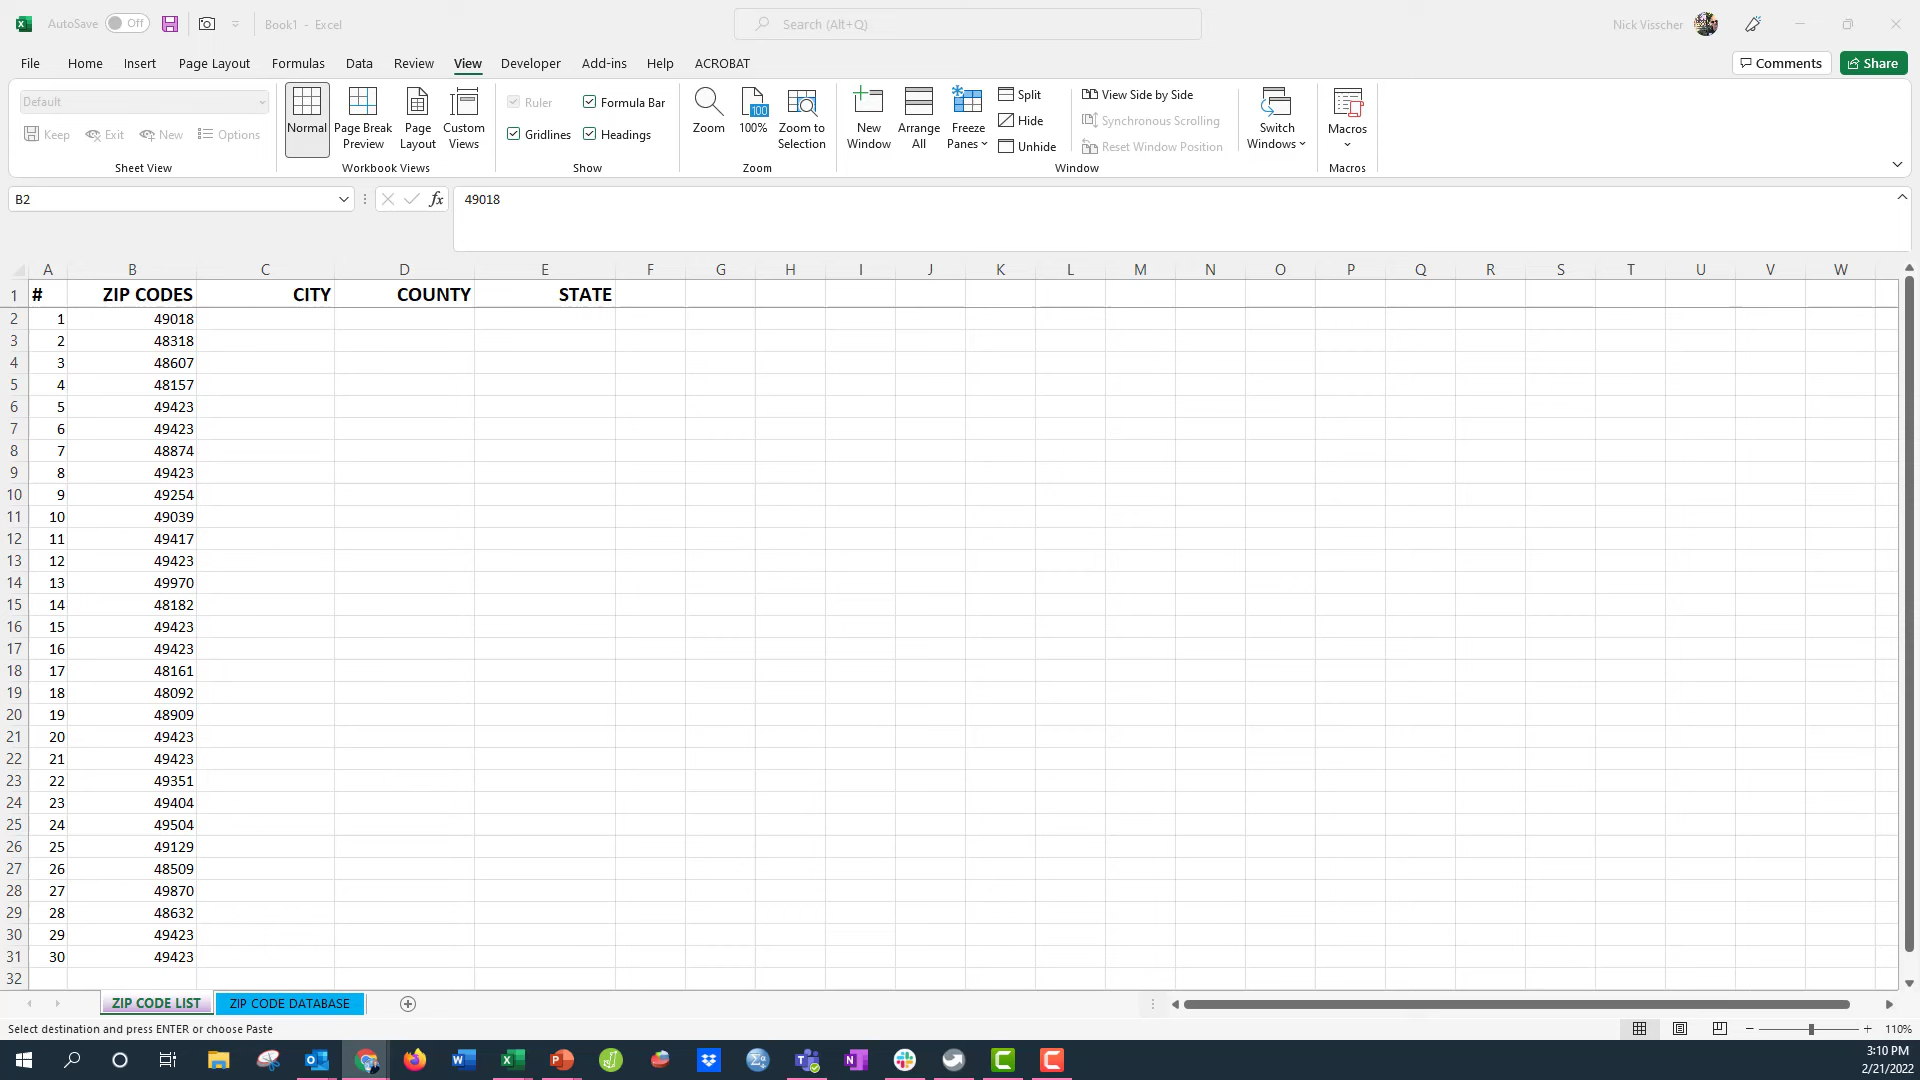 AutoSave Off Book1 - Excel Search (Alt+Q) Nick Visscher
File Home Insert Page Layout Formulas Data Review View Developer Add-ins Help ACROBAT Comments Share
Default
Keep Exit New Options
Sheet View
Normal Page Break Preview Page Layout Custom Views
Workbook Views
Ruler Formula Bar
Gridlines Headings
Show
Zoom 100% Zoom to Selection
Zoom
New Window Arrange All Freeze Panes
Split
Hide
Unhide
View Side by Side
Synchronous Scrolling
Reset Window Position
Switch Windows
Window
Macros
Macros
B2 fx 49018
A B C D E F G H I J K L M N O P Q R S T U V W
1 # ZIP CODES CITY COUNTY STATE
2 1 49018
3 2 48318
4 3 48607
5 4 48157
6 5 49423
7 6 49423
8 7 48874
9 8 49423
10 9 49254
11 10 49039
12 11 49417
13 12 49423
14 13 49970
15 14 48182
16 15 49423
17 16 49423
18 17 48161
19 18 48092
20 19 48909
21 20 49423
22 21 49423
23 22 49351
24 23 49404
25 24 49504
26 25 49129
27 26 48509
28 27 49870
29 28 48632
30 29 49423
31 30 49423
32
ZIP CODE LIST ZIP CODE DATABASE
Select destination and press ENTER or choose Paste 110%
3:10 PM
2/21/2022